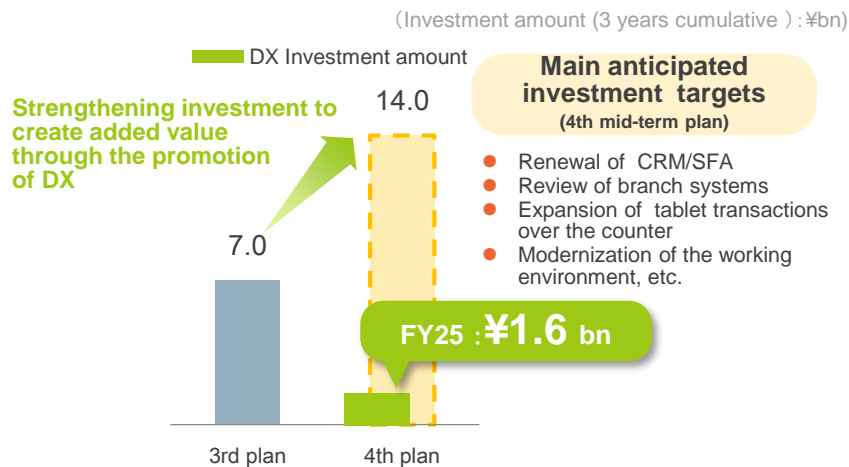 （Investment amount (3 years cumulative ）: ¥bn)
DX Investment amount
Strengthening investment to
create added value
through the promotion
of DX
14.0
7.0
Main anticipated
investment targets
(4th mid-term plan)
● Renewal of CRM/SFA
● Review of branch systems
● Expansion of tablet transactions
over the counter
● Modernization of the working
environment, etc.
FY25 : ¥1.6 bn
3rd plan
4th plan